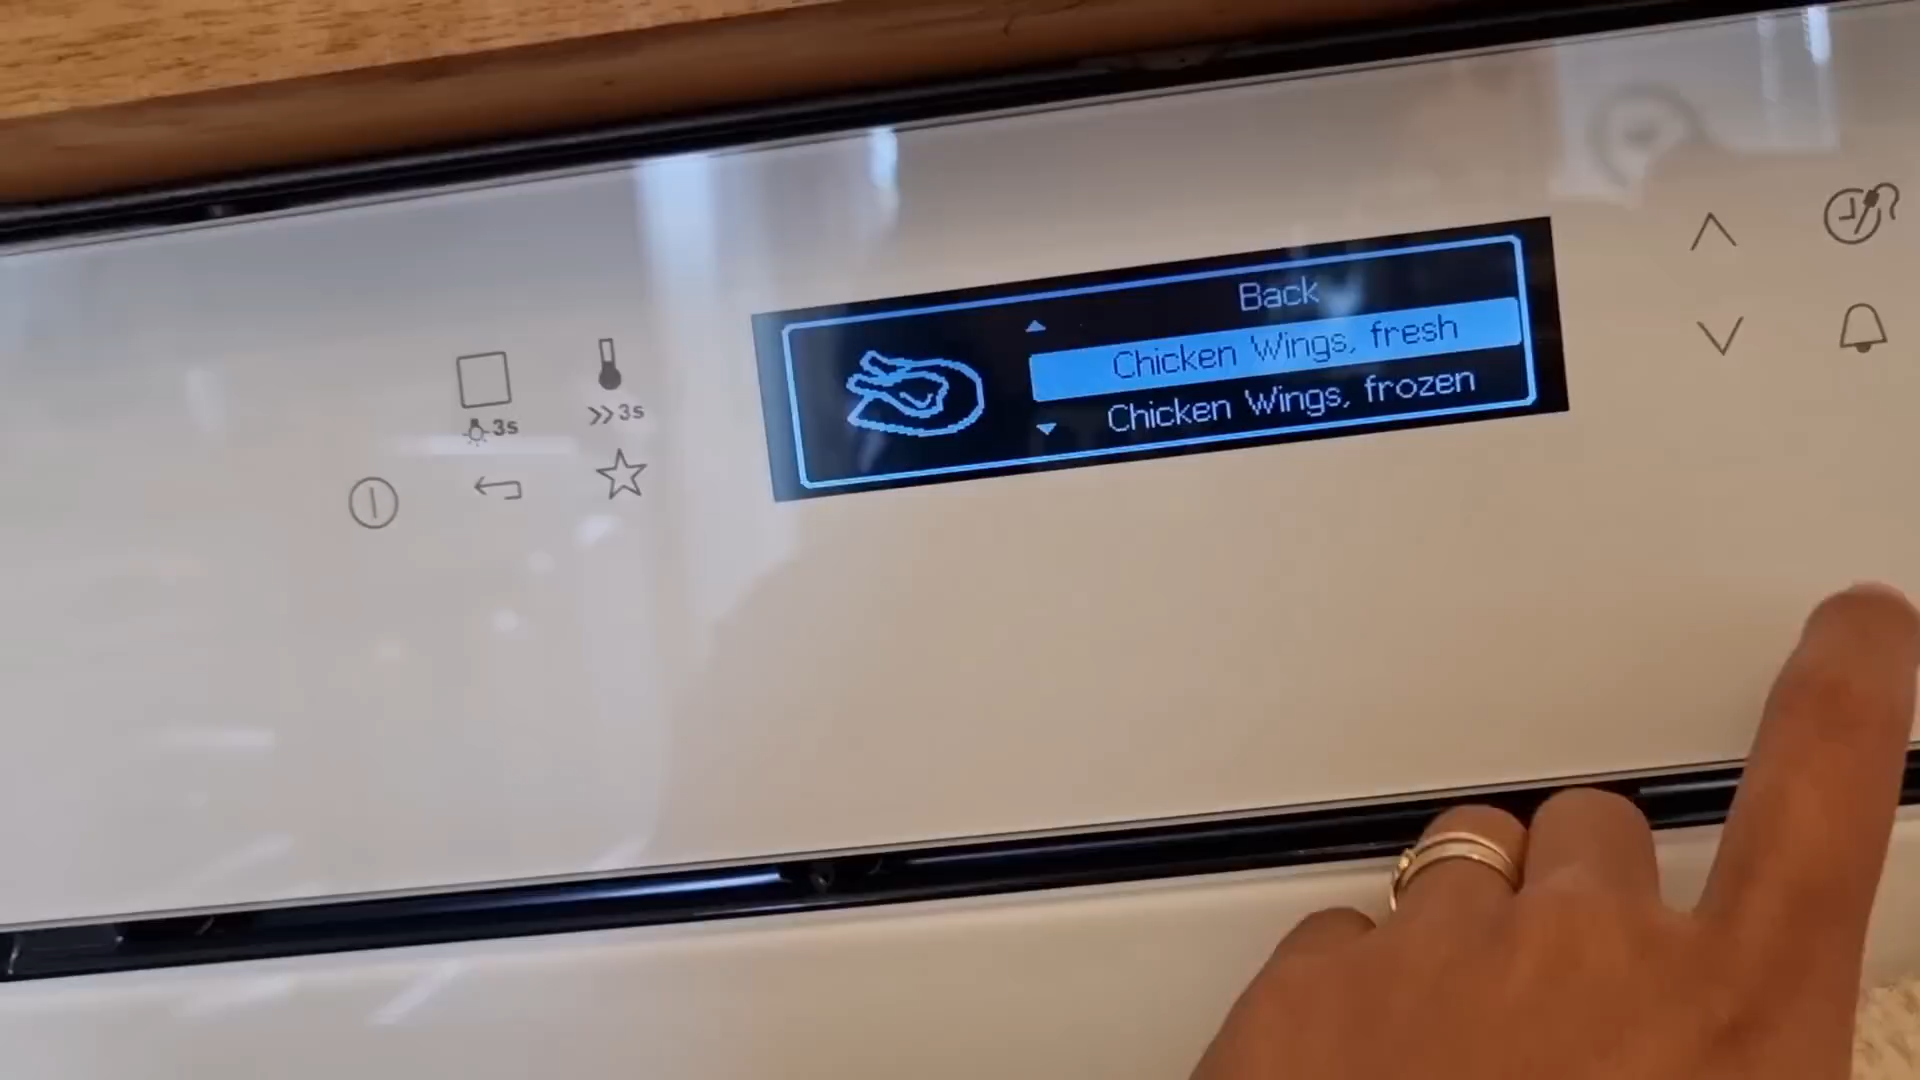 Back
Chicken Wings, fresh
Chicken Wings, frozen
3s
3s